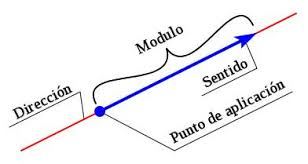 Modulo
Sentido
Dirección
Punto de aplicación